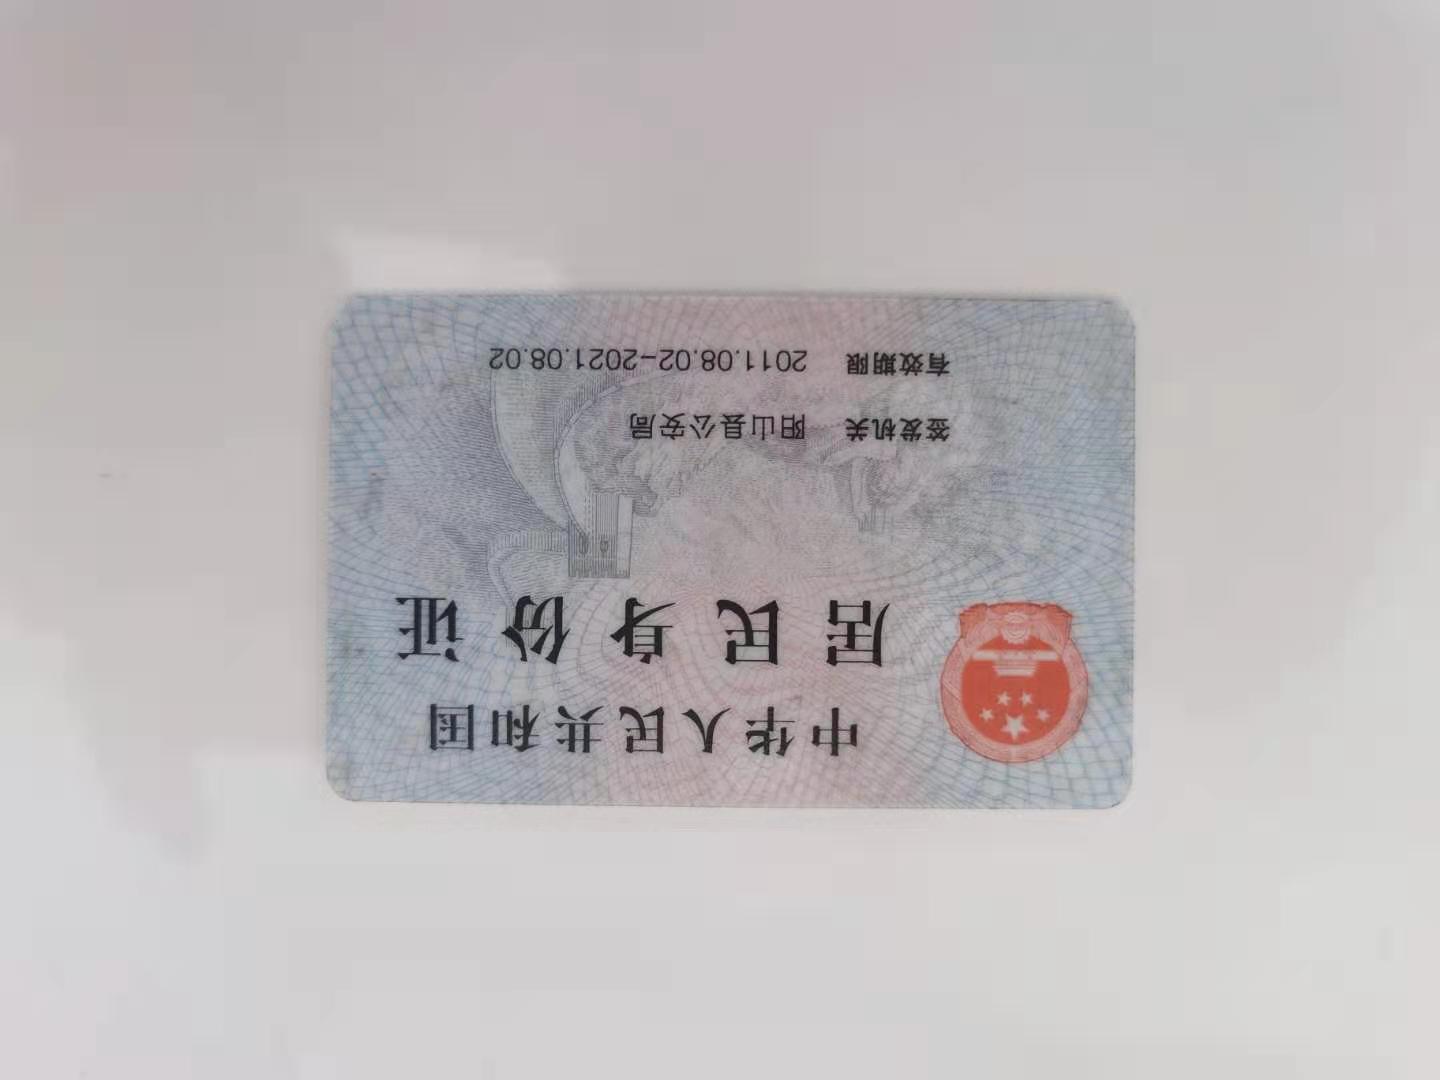 中华人民共和国
居民身份证
签发机关 阳山县公安局
有效期限 2011.08.02-2021.08.02